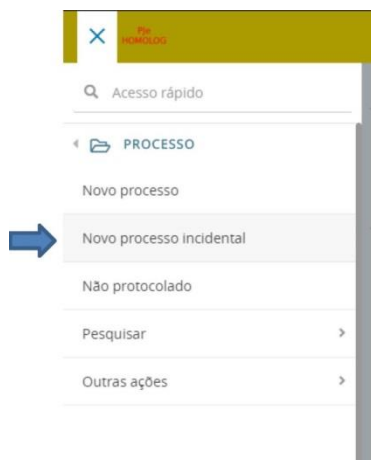 Pje
HOMOLOG
Acesso rápido
PROCESSO
Novo processo
Novo processo incidental
Não protocolado
Pesquisar
Outras ações